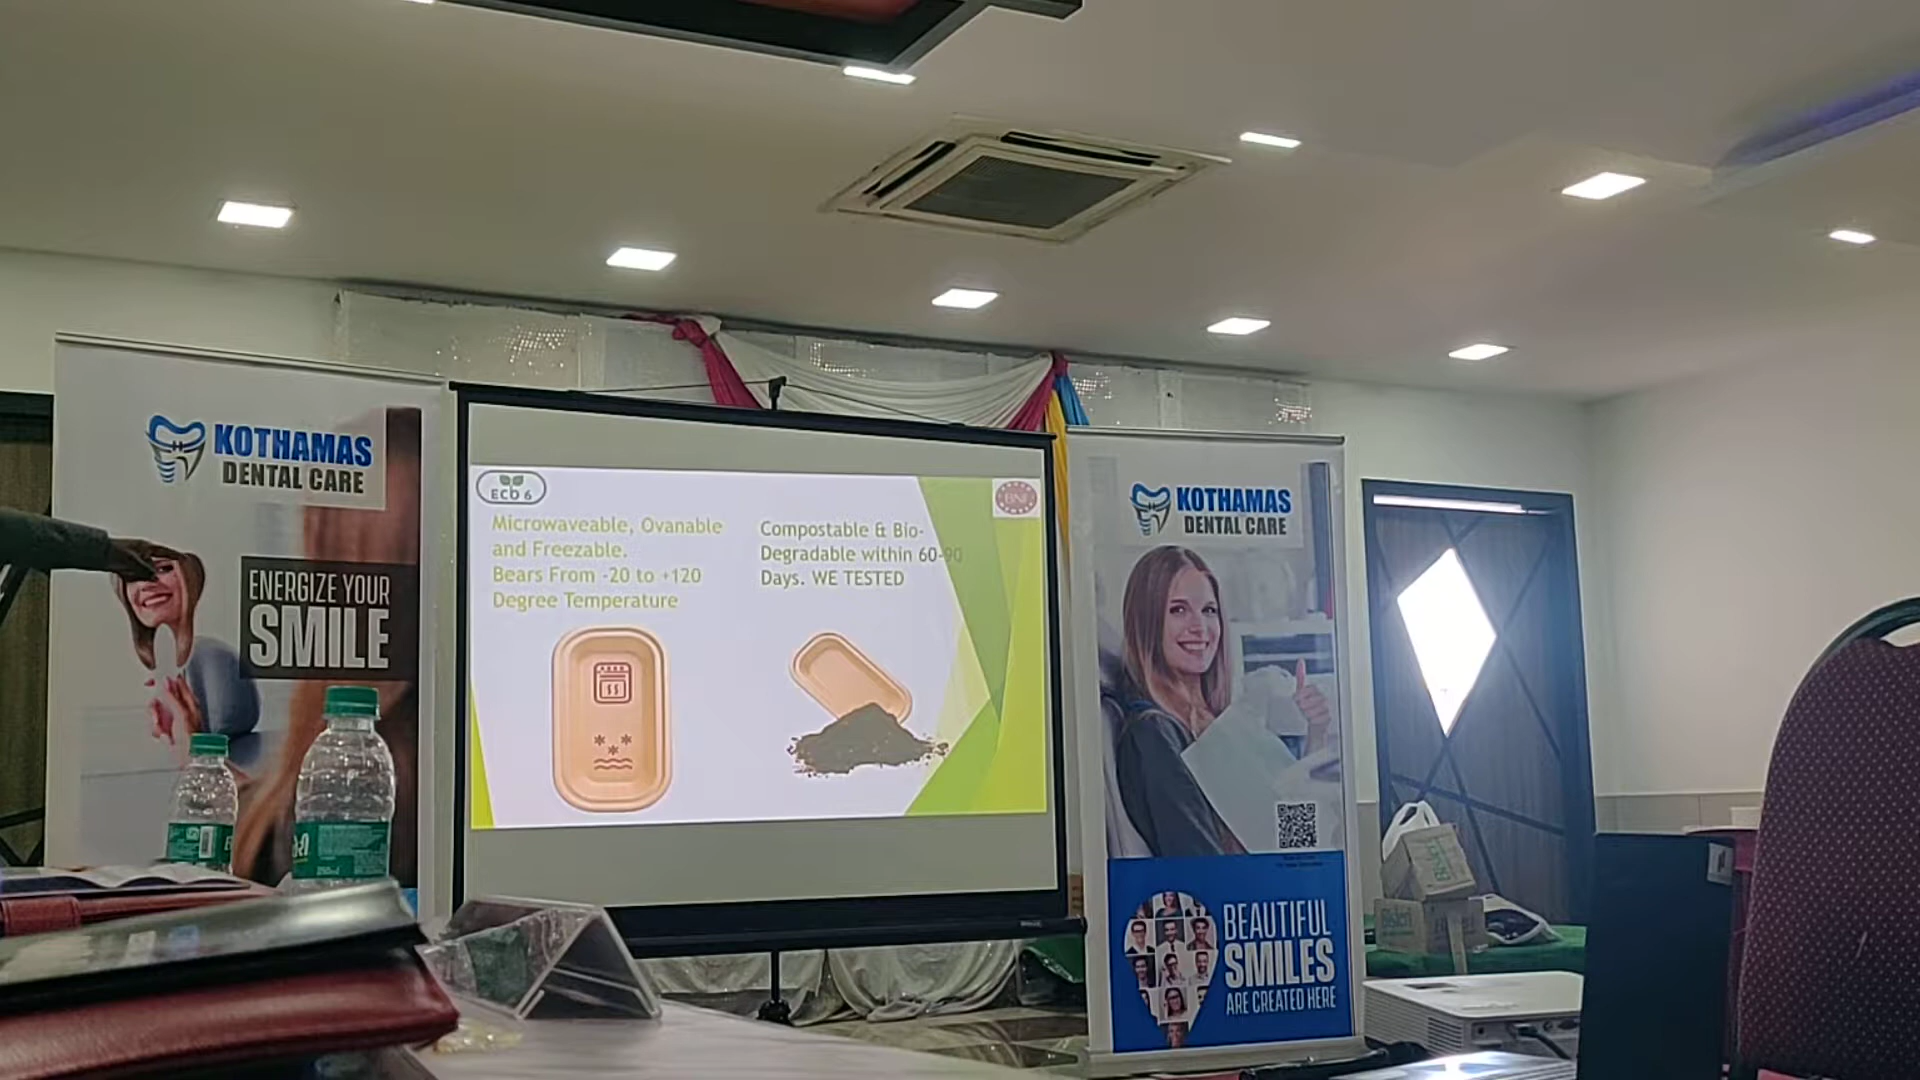 KOTHAMAS
DENTAL CARE
ENERGIZE YOUR
SMILE
ECO 6
BNI
Microwaveable, Ovanable
and Freezable.
Bears From -20 to +120
Degree Temperature
Compostable & Bio-
Degradable within 60-90
Days. WE TESTED
KOTHAMAS
DENTAL CARE
BEAUTIFUL
SMILES
ARE CREATED HERE